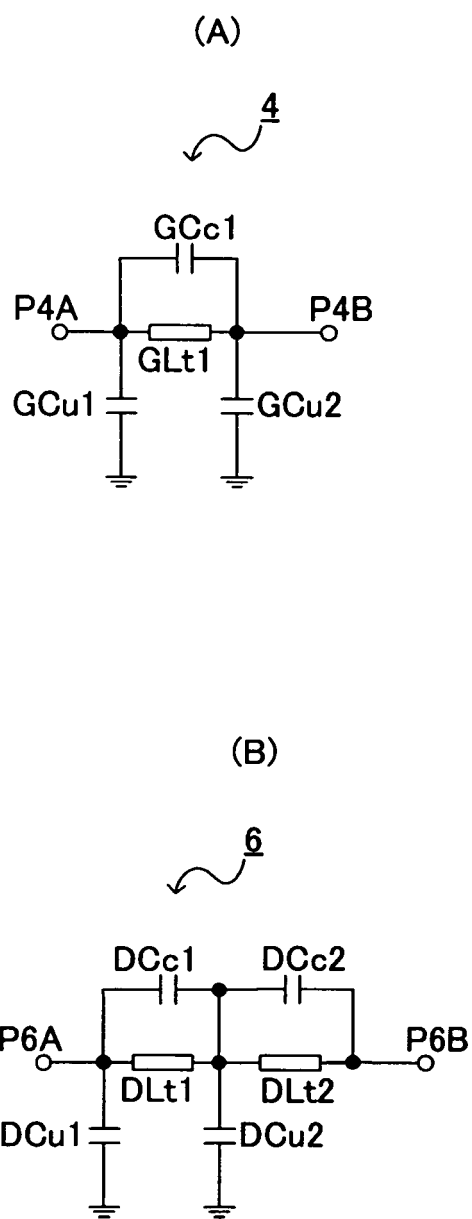 (A)
4
GCc1
P4A
P4B
GLt1
GCu1
GCu2
(B)
6
DCc1
DCc2
P6A
P6B
DLt1
DLt2
DCu1
DCu2